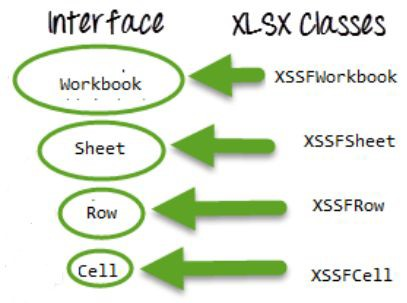 Interface XLSX Classes
Workbook XSSFWorkbook
Sheet XSSFSheet
Row XSSFRow
Cell XSSFCell